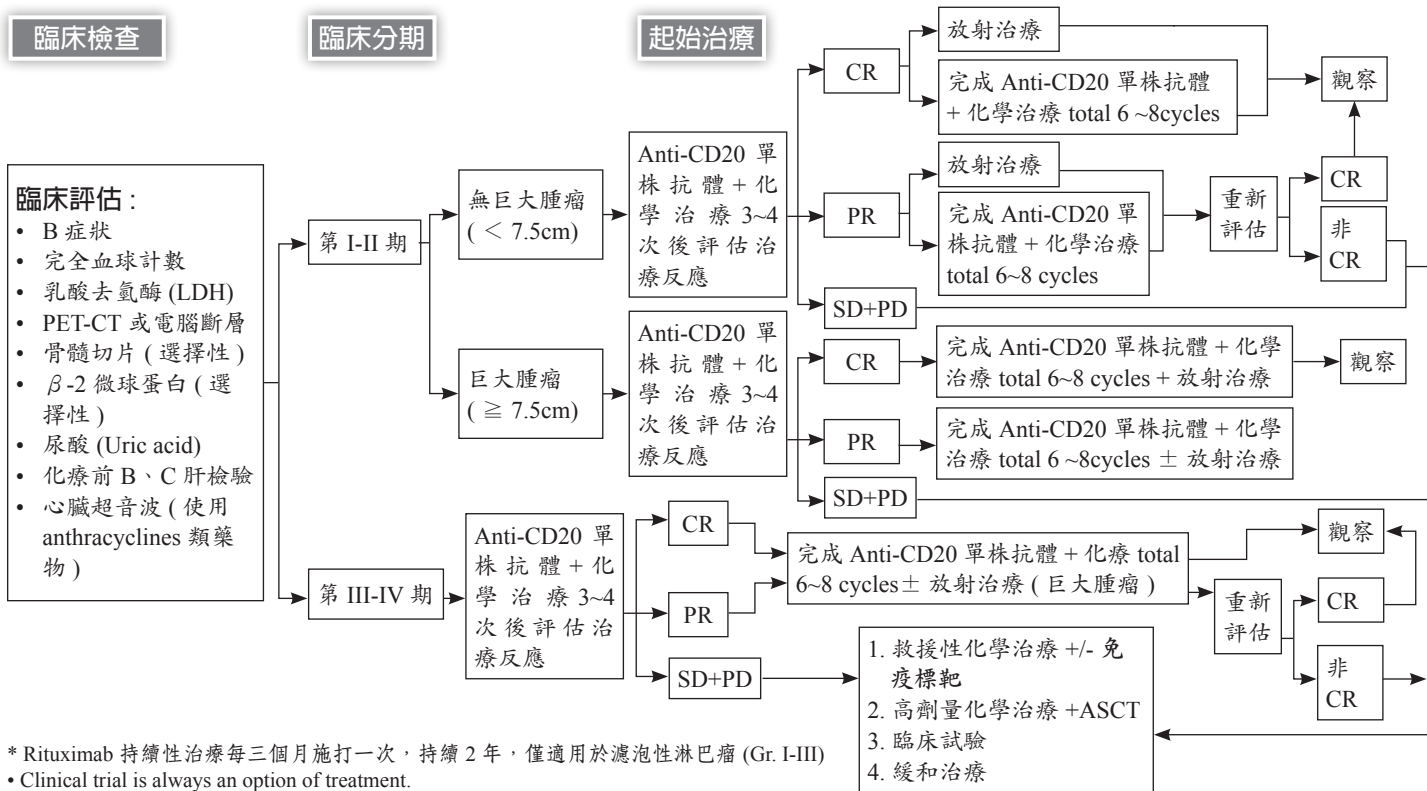 臨床檢查
臨床分期
起始治療
臨床評估 :
• B 症狀
• 完全血球計數
• 乳酸去氫酶 (LDH)
• PET-CT 或電腦斷層
• 骨髓切片 ( 選擇性 )
• β-2 微球蛋白 ( 選
擇性 )
• 尿酸 (Uric acid)
• 化療前 B、C 肝檢驗
• 心臟超音波 ( 使用
anthracyclines 類藥
物 )
第 I-II 期
無巨大腫瘤
( < 7.5cm)
Anti-CD20 單
株抗體 + 化
學治療 3~4
次後評估治
療反應
CR
放射治療
完成 Anti-CD20 單株抗體
+ 化學治療 total 6 ~8cycles
觀察
PR
放射治療
完成 Anti-CD20 單
株抗體 + 化學治療
total 6~8 cycles
重新
評估
CR
非
CR
SD+PD
巨大腫瘤
( ≧ 7.5cm)
Anti-CD20 單
株抗體 + 化
學治療 3~4
次後評估治
療反應
CR
完成 Anti-CD20 單株抗體 + 化學
治療 total 6~8 cycles + 放射治療
觀察
PR
完成 Anti-CD20 單株抗體 + 化學
治療 total 6 ~8cycles ± 放射治療
SD+PD
第 III-IV 期
Anti-CD20 單
株抗體 + 化
學治療 3~4
次後評估治
療反應
CR
PR
SD+PD
完成 Anti-CD20 單株抗體 + 化療 total
6~8 cycles± 放射治療 ( 巨大腫瘤 )
觀察
重新
評估
CR
非
CR
1. 救援性化學治療 +/- 免
疫標靶
2. 高劑量化學治療 +ASCT
3. 臨床試驗
4. 緩和治療
* Rituximab 持續性治療每三個月施打一次，持續 2 年，僅適用於濾泡性淋巴瘤 (Gr. I-III)
• Clinical trial is always an option of treatment.